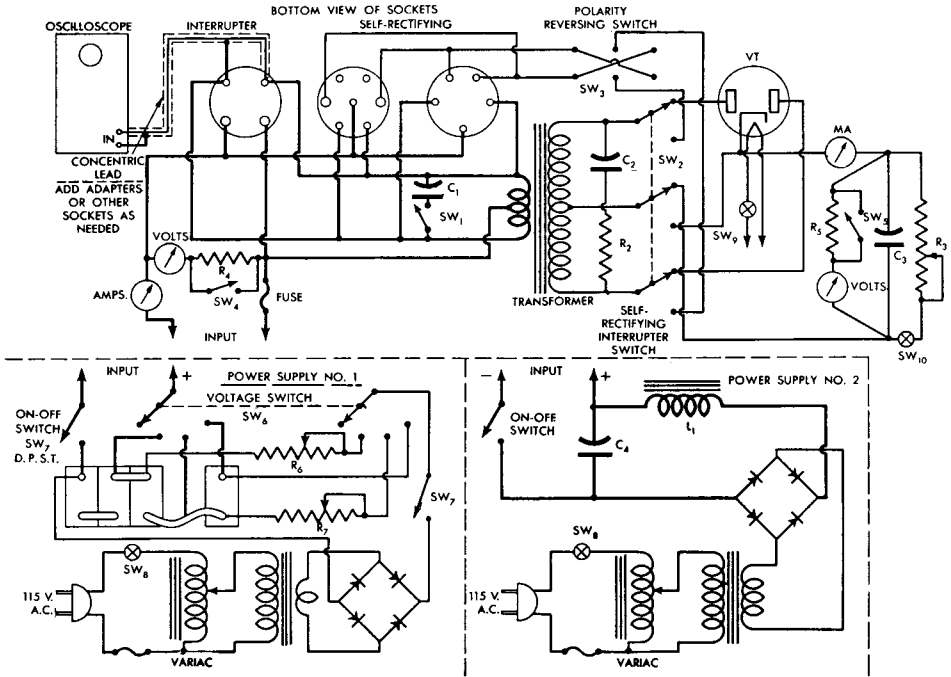 BOTTOM VIEW OF SOCKETS
SELF-RECTIFYING
POLARITY
REVERSING SWITCH
OSCILLOSCOPE
INTERRUPTER
VT
SW3
IN
CONCENTRIC
LEAD
ADD ADAPTERS
OR OTHER
SOCKETS AS
NEEDED
C1
SW1
C2
SW2
MA
R2
SW9
R5
SW5
C3
R3
VOLTS
R4
SW4
AMPS.
FUSE
INPUT
TRANSFORMER
VOLTS
SELF-
RECTIFYING
INTERRUPTER
SWITCH
SW10
INPUT
+
POWER SUPPLY NO. 1
VOLTAGE SWITCH
SW6
ON-OFF
SWITCH
SW7
D.P.S.T.
R6
R7
SW7
SW8
115 V.
A.C.
VARIAC
−
INPUT
+
POWER SUPPLY NO. 2
ON-OFF
SWITCH
C4
L1
SW8
115 V.
A.C.
VARIAC